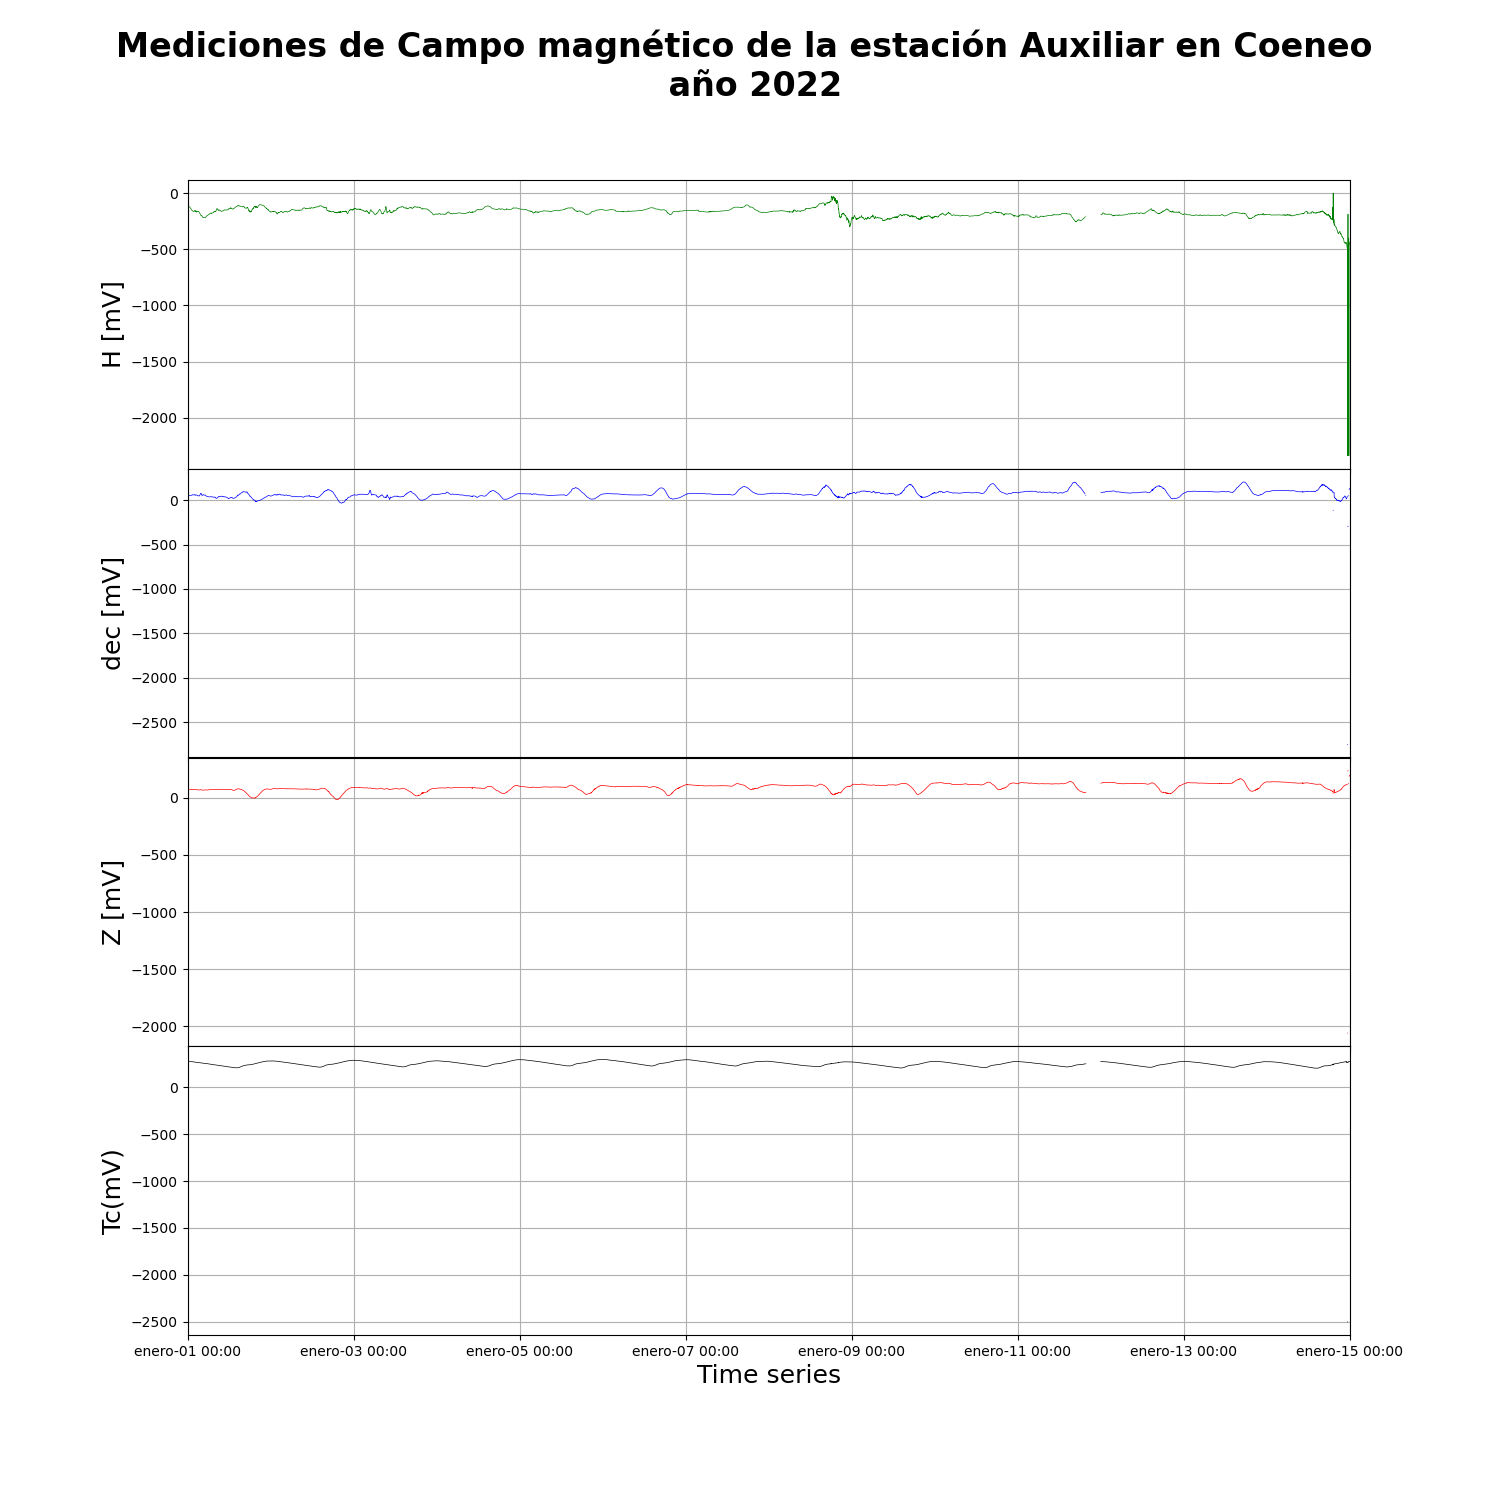 Mediciones de Campo magnético de la estación Auxiliar en Coeneo
año 2022
0
−500
−1000
−1500
−2000
H [mV]
0
−500
−1000
−1500
−2000
−2500
dec [mV]
0
−500
−1000
−1500
−2000
Z [mV]
0
−500
−1000
−1500
−2000
−2500
Tc(mV)
enero-01 00:00 enero-03 00:00 enero-05 00:00 enero-07 00:00 enero-09 00:00 enero-11 00:00 enero-13 00:00 enero-15 00:00
Time series